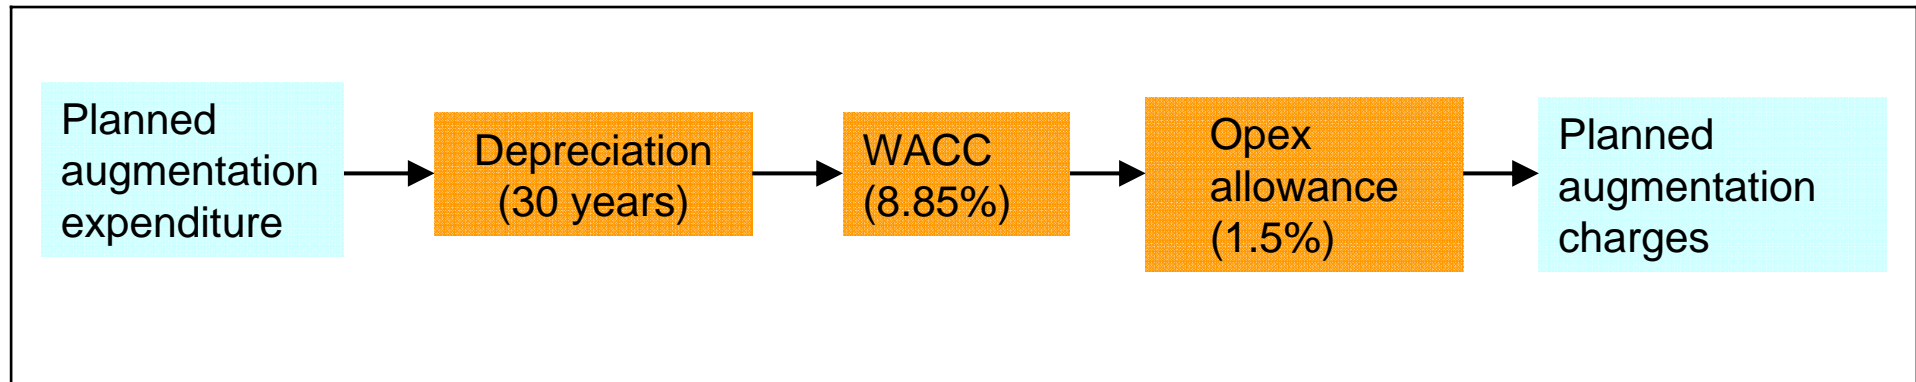 Planned
augmentation
expenditure
Depreciation
(30 years)
WACC
(8.85%)
Opex
allowance
(1.5%)
Planned
augmentation
charges